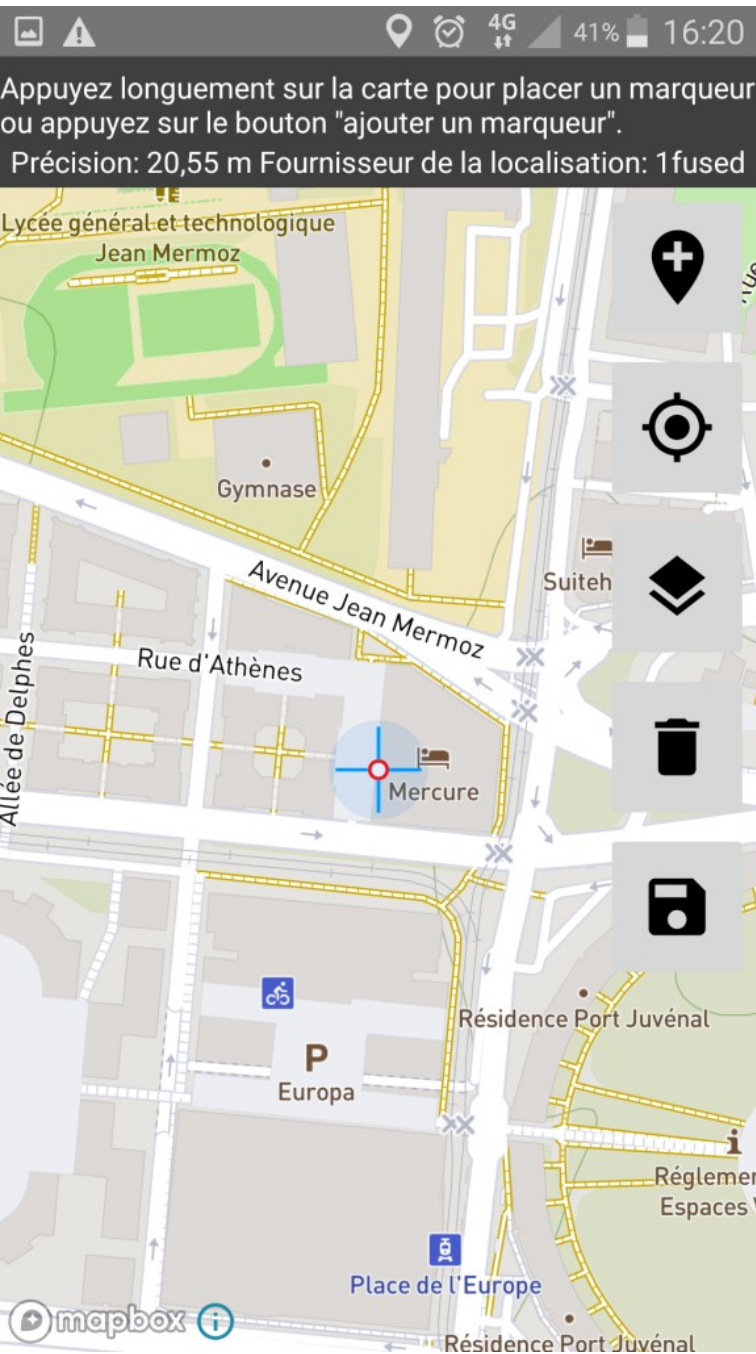 4G
41%
16:20
Appuyez longuement sur la carte pour placer un marqueur
ou appuyez sur le bouton "ajouter un marqueur".
Précision: 20,55 m Fournisseur de la localisation: 1fused
Lycée général et technologique
Jean Mermoz
Gymnase
Suiteh
Avenue Jean Mermoz
Rue d'Athènes
Allée de Delphes
Mercure
Résidence Port Juvénal
P
Europa
Réglemen
Espaces V
Place de l'Europe
mapbox
Résidence Port Juvénal